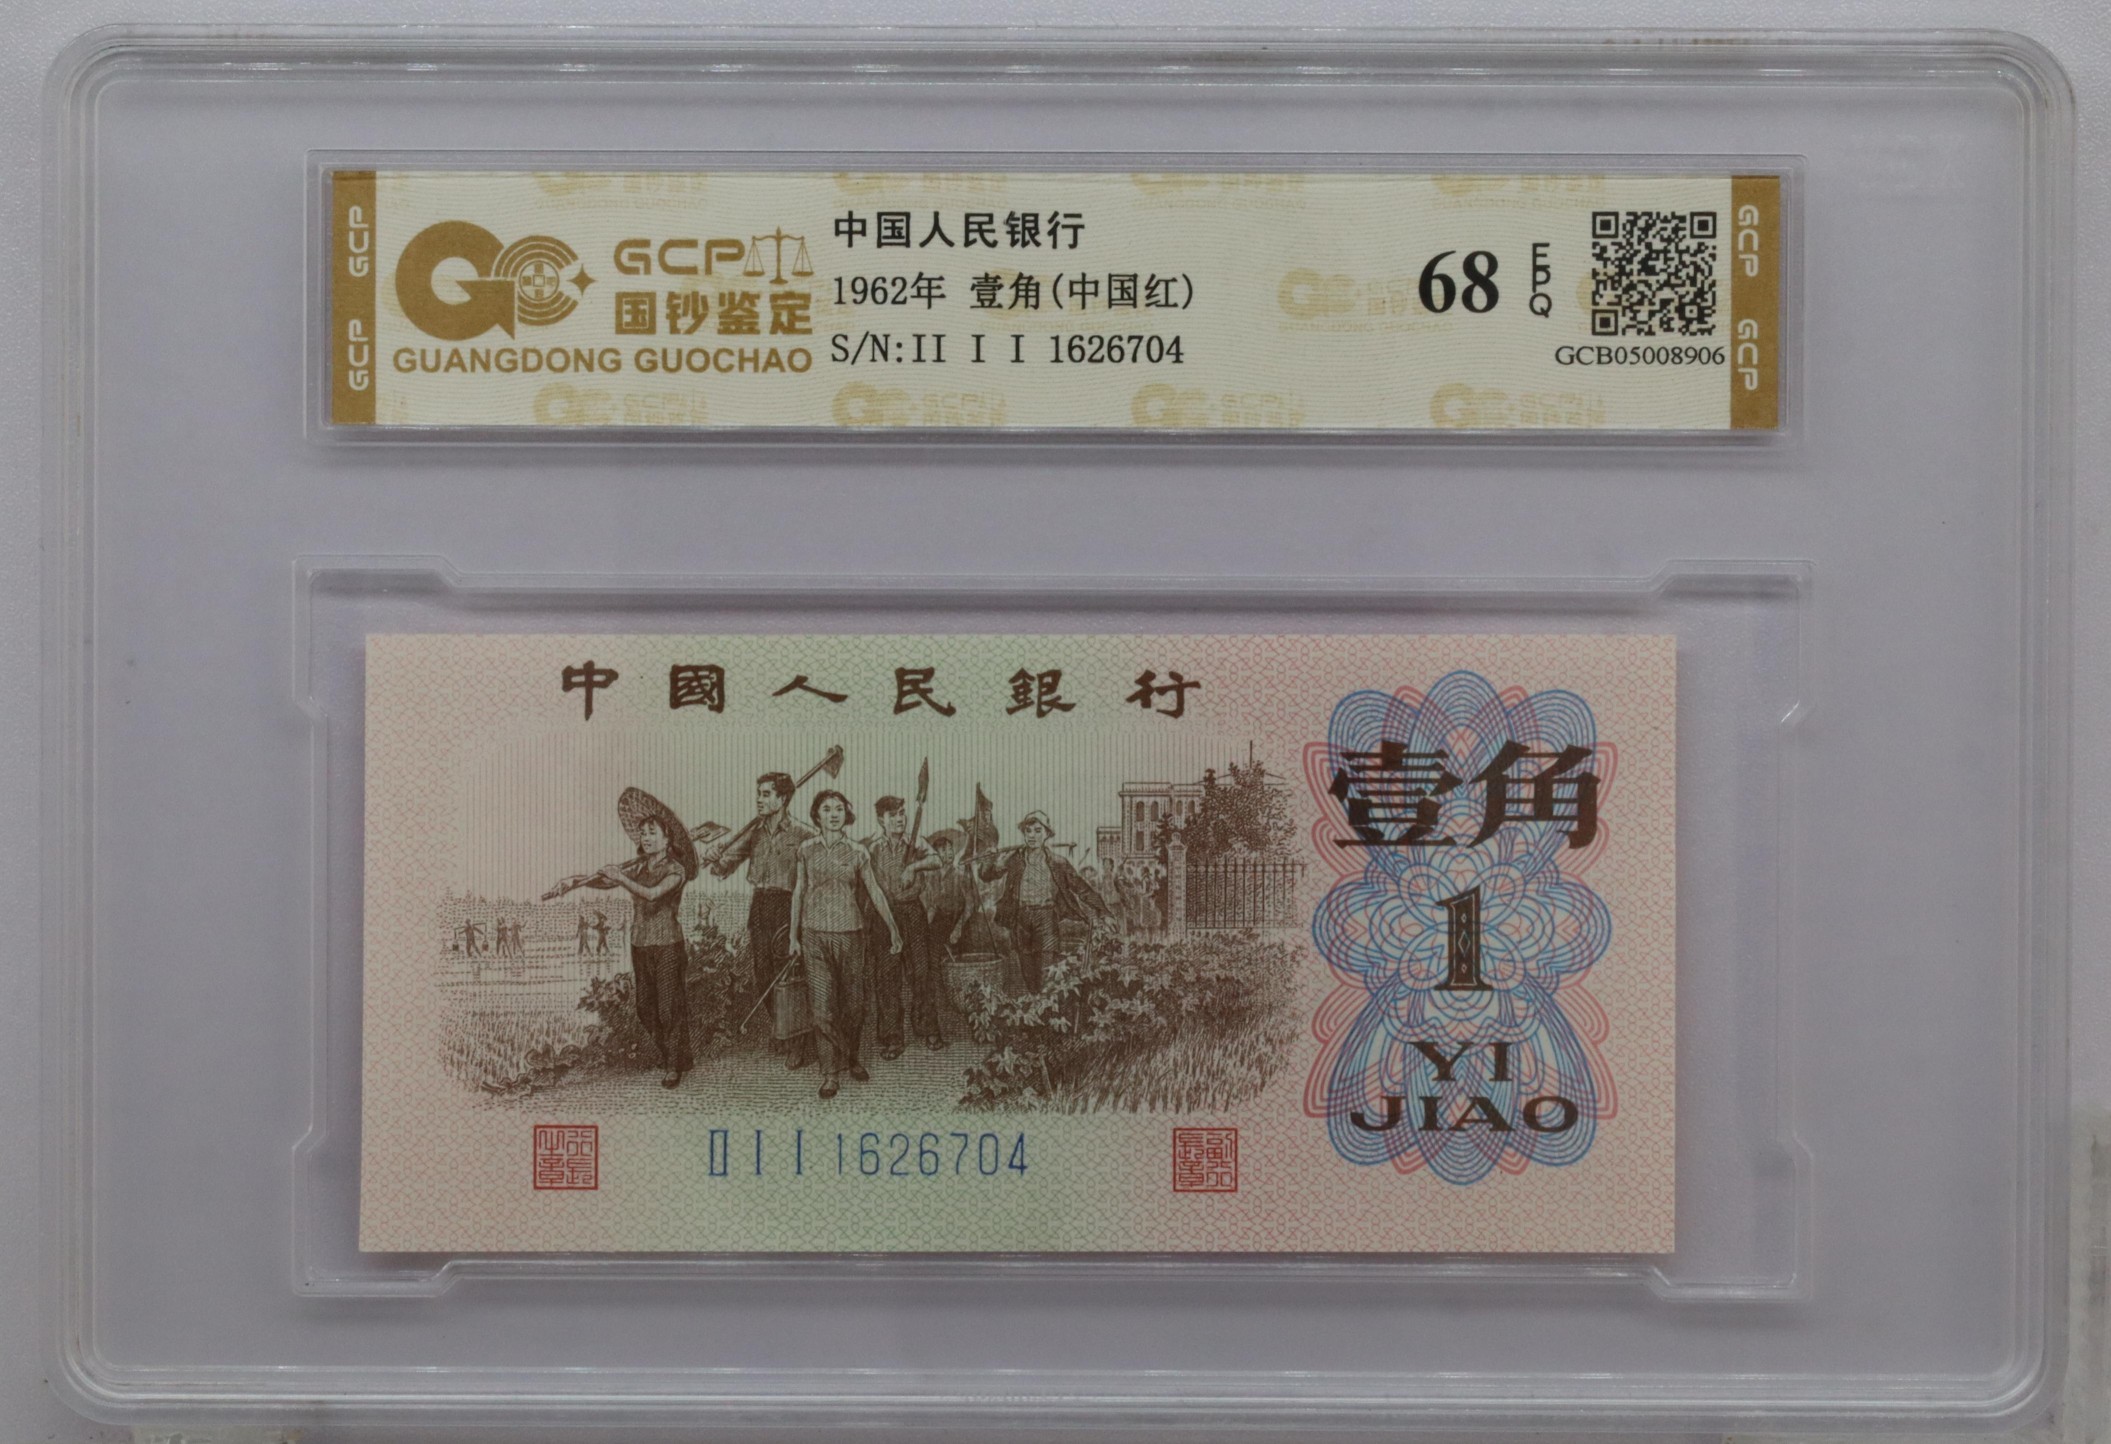 GCP
GCP
GCP
国钞鉴定
GUANGDONG GUOCHAO
中国人民银行
1962年 壹角(中国红)
S/N:II I I 1626704
68
EPQ
GCB05008906
GCP
GCP
中國人民銀行
壹角
1
YI
JIAO
II I I 1626704